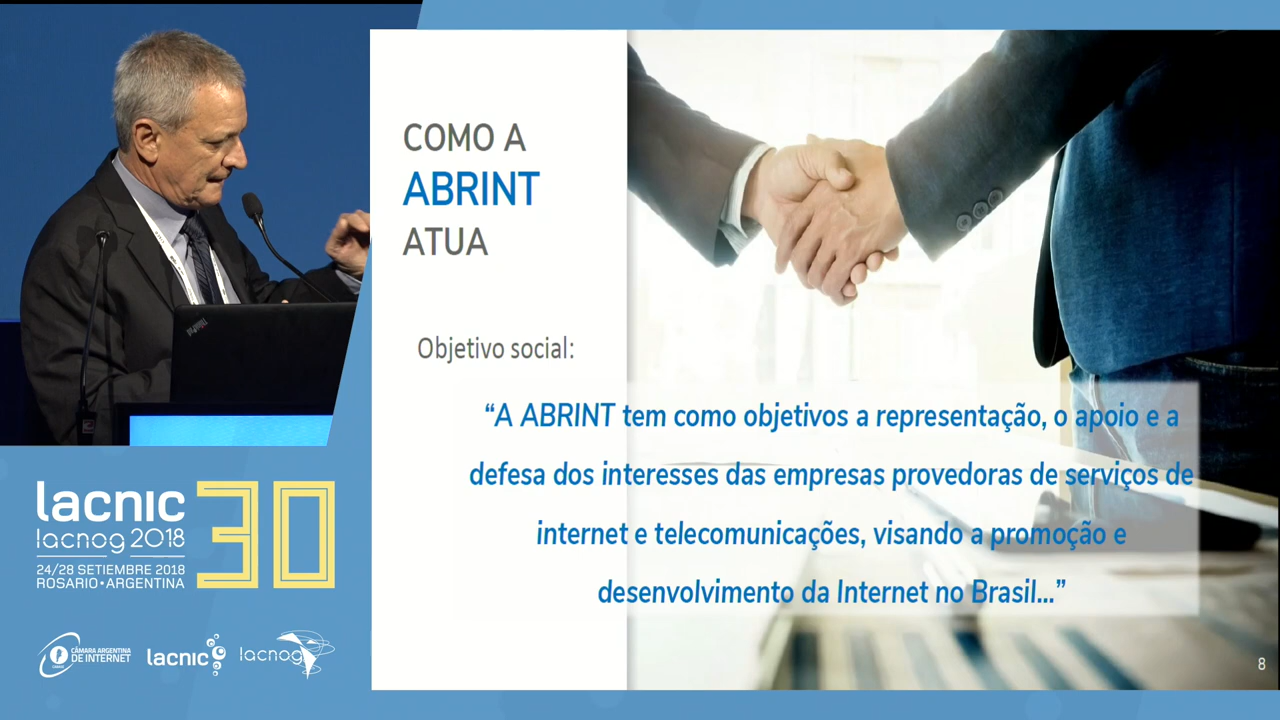 COMO A
ABRINT
ATUA
Objetivo social:
“A ABRINT tem como objetivos a representação, o apoio e a
defesa dos interesses das empresas provedoras de serviços de
internet e telecomunicações, visando a promoção e
desenvolvimento da Internet no Brasil...”
8
ThinkPad
lacnic 30
lacnog 2018
24/28 SETIEMBRE 2018
ROSARIO•ARGENTINA
CÂMARA ARGENTINA
DE INTERNET
lacnic
lacnog